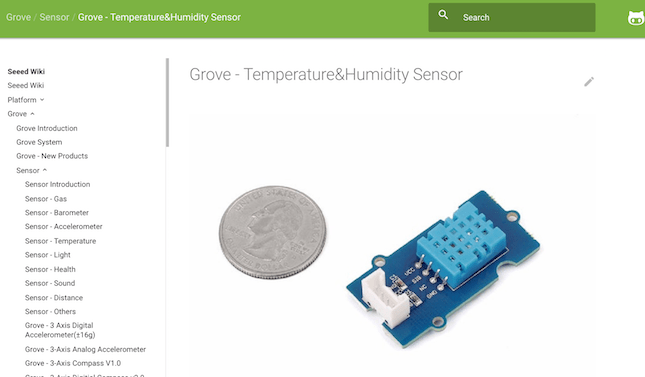 Grove / Sensor / Grove - Temperature&Humidity Sensor
Search
Seeed Wiki
Seeed Wiki
Platform
Grove
Grove Introduction
Grove System
Grove - New Products
Sensor
Sensor Introduction
Sensor - Gas
Sensor - Barometer
Sensor - Accelerometer
Sensor - Temperature
Sensor - Light
Sensor - Health
Sensor - Sound
Sensor - Distance
Sensor - Others
Grove - 3 Axis Digital
Accelerometer(±16g)
Grove - 3-Axis Analog Accelerometer
Grove - 3-Axis Compass V1.0
Grove - Temperature&Humidity Sensor
VCC
SIG
NC
GND